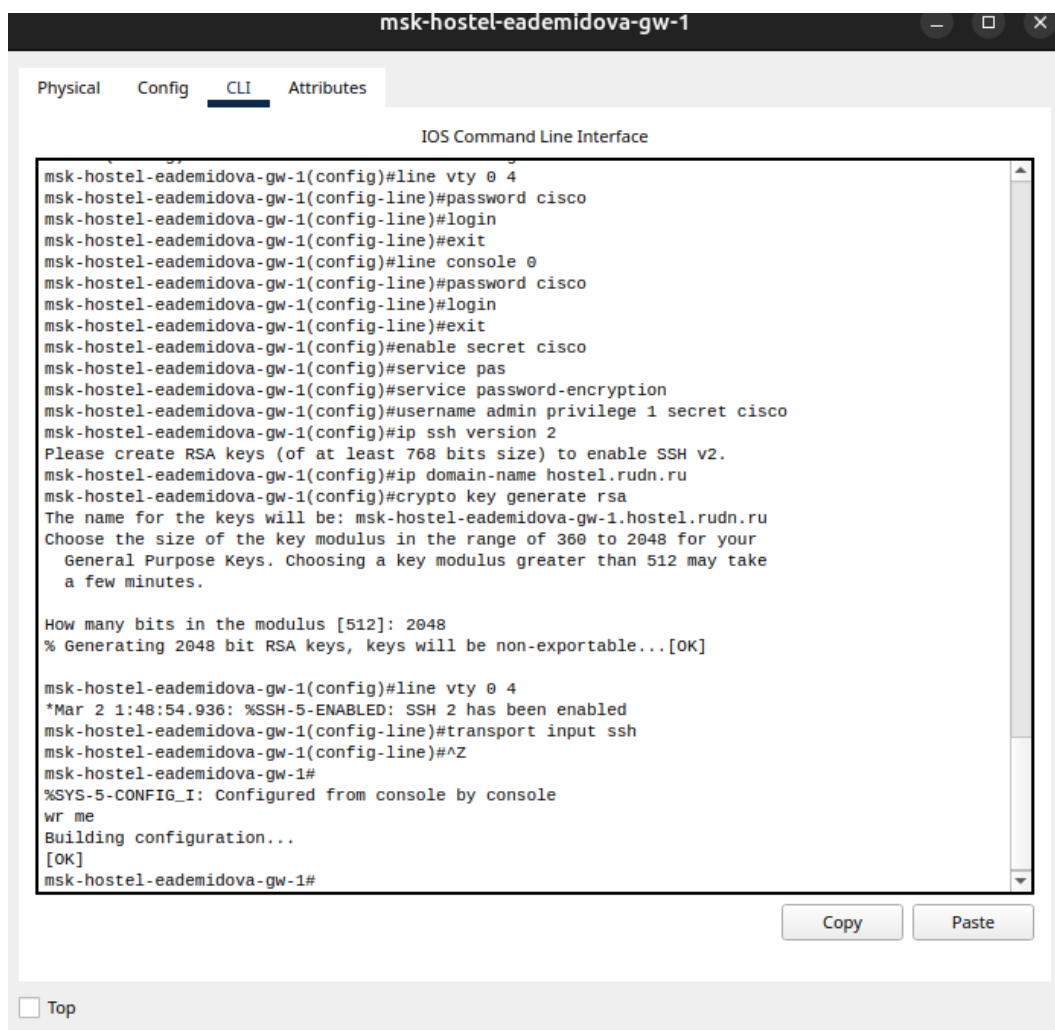 msk-hostel-eademidova-gw-1
Physical Config CLI Attributes
IOS Command Line Interface
msk-hostel-eademidova-gw-1(config)#line vty 0 4
msk-hostel-eademidova-gw-1(config-line)#password cisco
msk-hostel-eademidova-gw-1(config-line)#login
msk-hostel-eademidova-gw-1(config-line)#exit
msk-hostel-eademidova-gw-1(config)#line console 0
msk-hostel-eademidova-gw-1(config-line)#password cisco
msk-hostel-eademidova-gw-1(config-line)#login
msk-hostel-eademidova-gw-1(config-line)#exit
msk-hostel-eademidova-gw-1(config)#enable secret cisco
msk-hostel-eademidova-gw-1(config)#service pas
msk-hostel-eademidova-gw-1(config)#service password-encryption
msk-hostel-eademidova-gw-1(config)#username admin privilege 1 secret cisco
msk-hostel-eademidova-gw-1(config)#ip ssh version 2
Please create RSA keys (of at least 768 bits size) to enable SSH v2.
msk-hostel-eademidova-gw-1(config)#ip domain-name hostel.rudn.ru
msk-hostel-eademidova-gw-1(config)#crypto key generate rsa
The name for the keys will be: msk-hostel-eademidova-gw-1.hostel.rudn.ru
Choose the size of the key modulus in the range of 360 to 2048 for your
General Purpose Keys. Choosing a key modulus greater than 512 may take
a few minutes.
How many bits in the modulus [512]: 2048
% Generating 2048 bit RSA keys, keys will be non-exportable...[OK]
msk-hostel-eademidova-gw-1(config)#line vty 0 4
*Mar 2 1:48:54.936: %SSH-5-ENABLED: SSH 2 has been enabled
msk-hostel-eademidova-gw-1(config-line)#transport input ssh
msk-hostel-eademidova-gw-1(config-line)#^Z
msk-hostel-eademidova-gw-1#
%SYS-5-CONFIG_I: Configured from console by console
wr me
Building configuration...
[OK]
msk-hostel-eademidova-gw-1#
Copy Paste
Top